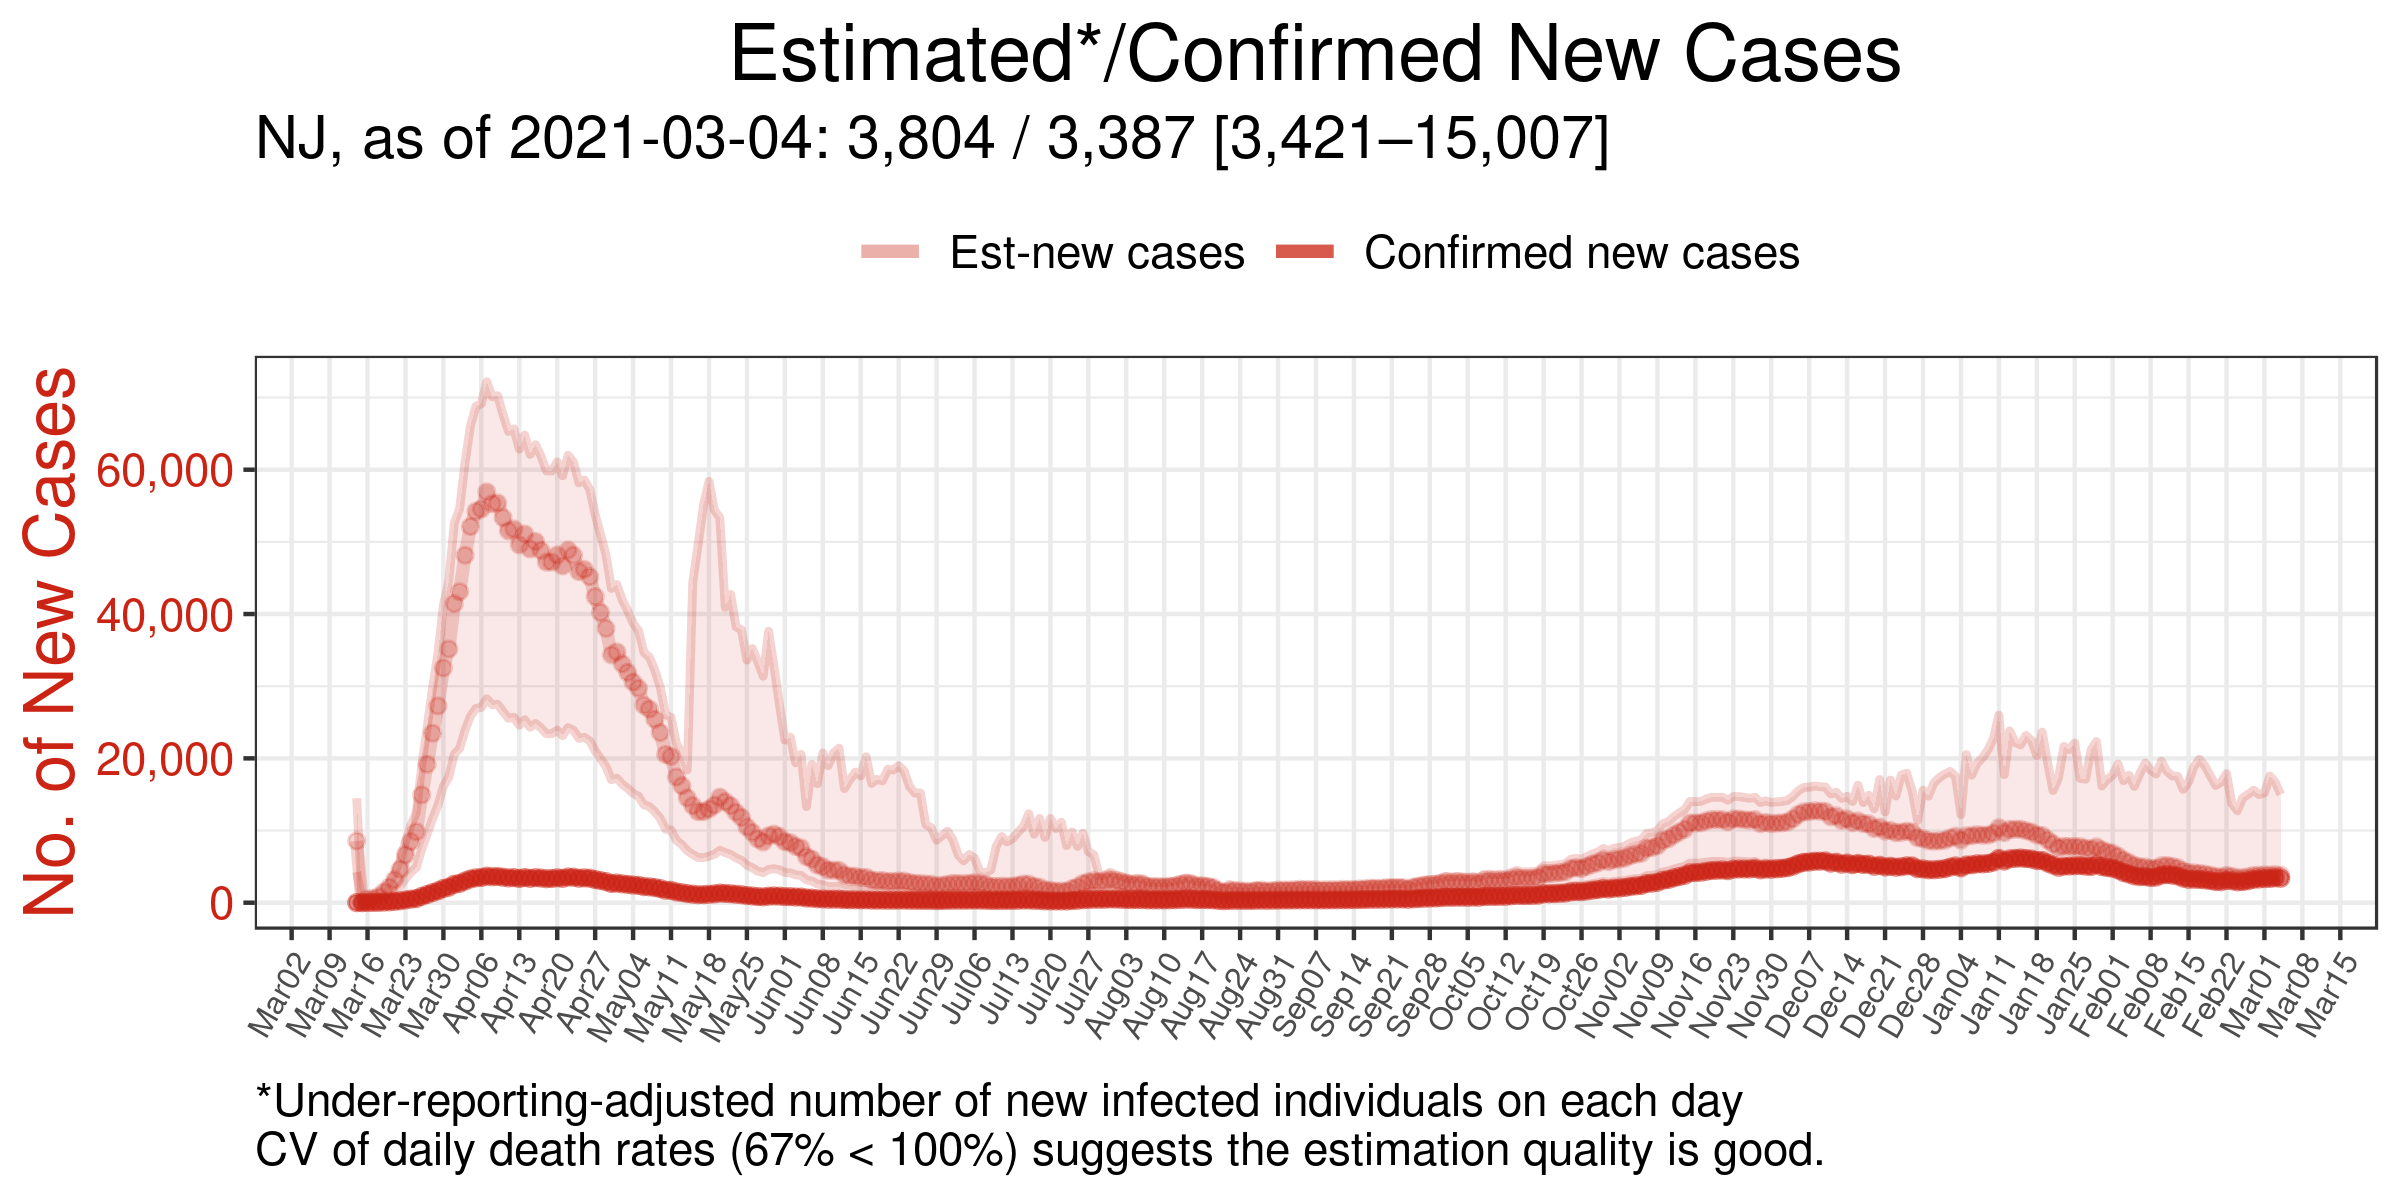 Estimated*/Confirmed New Cases
NJ, as of 2021-03-04: 3,804 / 3,387 [3,421–15,007]
Est-new cases Confirmed new cases
No. of New Cases
60,000
40,000
20,000
0
Mar02 Mar09 Mar16 Mar23 Mar30 Apr06 Apr13 Apr20 Apr27 May04 May11 May18 May25 Jun01 Jun08 Jun15 Jun22 Jun29 Jul06 Jul13 Jul20 Jul27 Aug03 Aug10 Aug17 Aug24 Aug31 Sep07 Sep14 Sep21 Sep28 Oct05 Oct12 Oct19 Oct26 Nov02 Nov09 Nov16 Nov23 Nov30 Dec07 Dec14 Dec21 Dec28 Jan04 Jan11 Jan18 Jan25 Feb01 Feb08 Feb15 Feb22 Mar01 Mar08 Mar15
*Under-reporting-adjusted number of new infected individuals on each day
CV of daily death rates (67% < 100%) suggests the estimation quality is good.